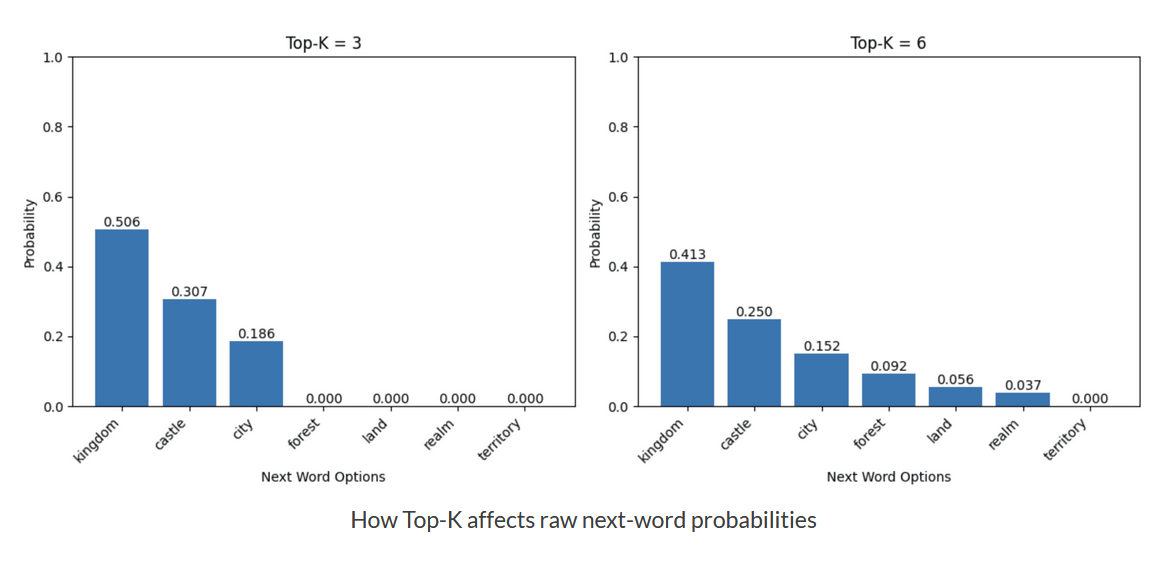 Top-K = 3
1.0
0.8
0.6
0.4
0.2
0.0
Probability
0.506
0.307
0.186
0.000
0.000
0.000
0.000
kingdom
castle
city
forest
land
realm
territory
Next Word Options
Top-K = 6
1.0
0.8
0.6
0.4
0.2
0.0
Probability
0.413
0.250
0.152
0.092
0.056
0.037
0.000
kingdom
castle
city
forest
land
realm
territory
Next Word Options
How Top-K affects raw next-word probabilities